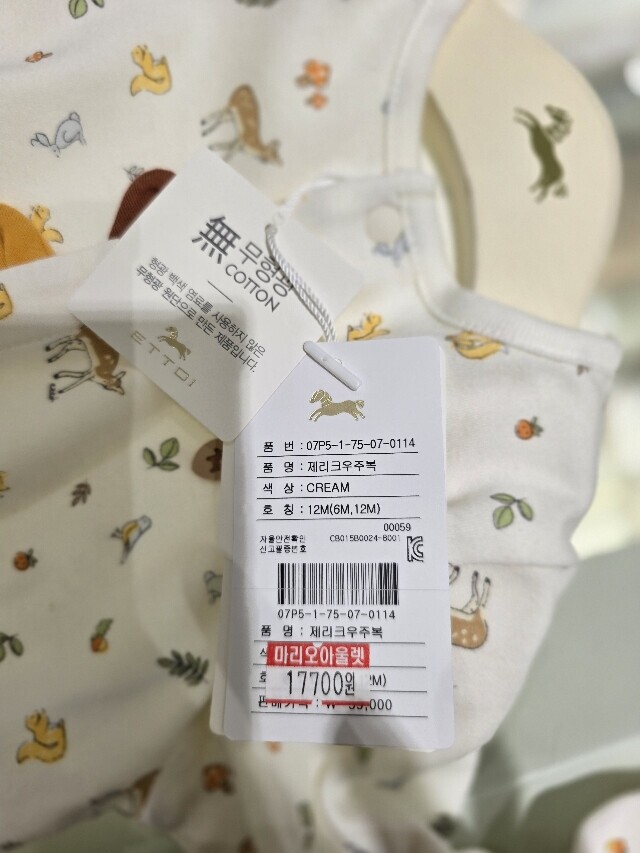 無 무형광
COTTON
형광 백색 염료를 사용하지 않은
무형광 원단으로 만든 제품입니다.
ETTOI
품 번 : 07P5-1-75-07-0114
품 명 : 제리크우주복
색 상 : CREAM
호 칭 : 12M(6M,12M)
00059
자율안전확인
신고필증번호
CB015B0024-8001
07P5-1-75-07-0114
품 명 : 제리크우주복
마리오아울렛
17700원